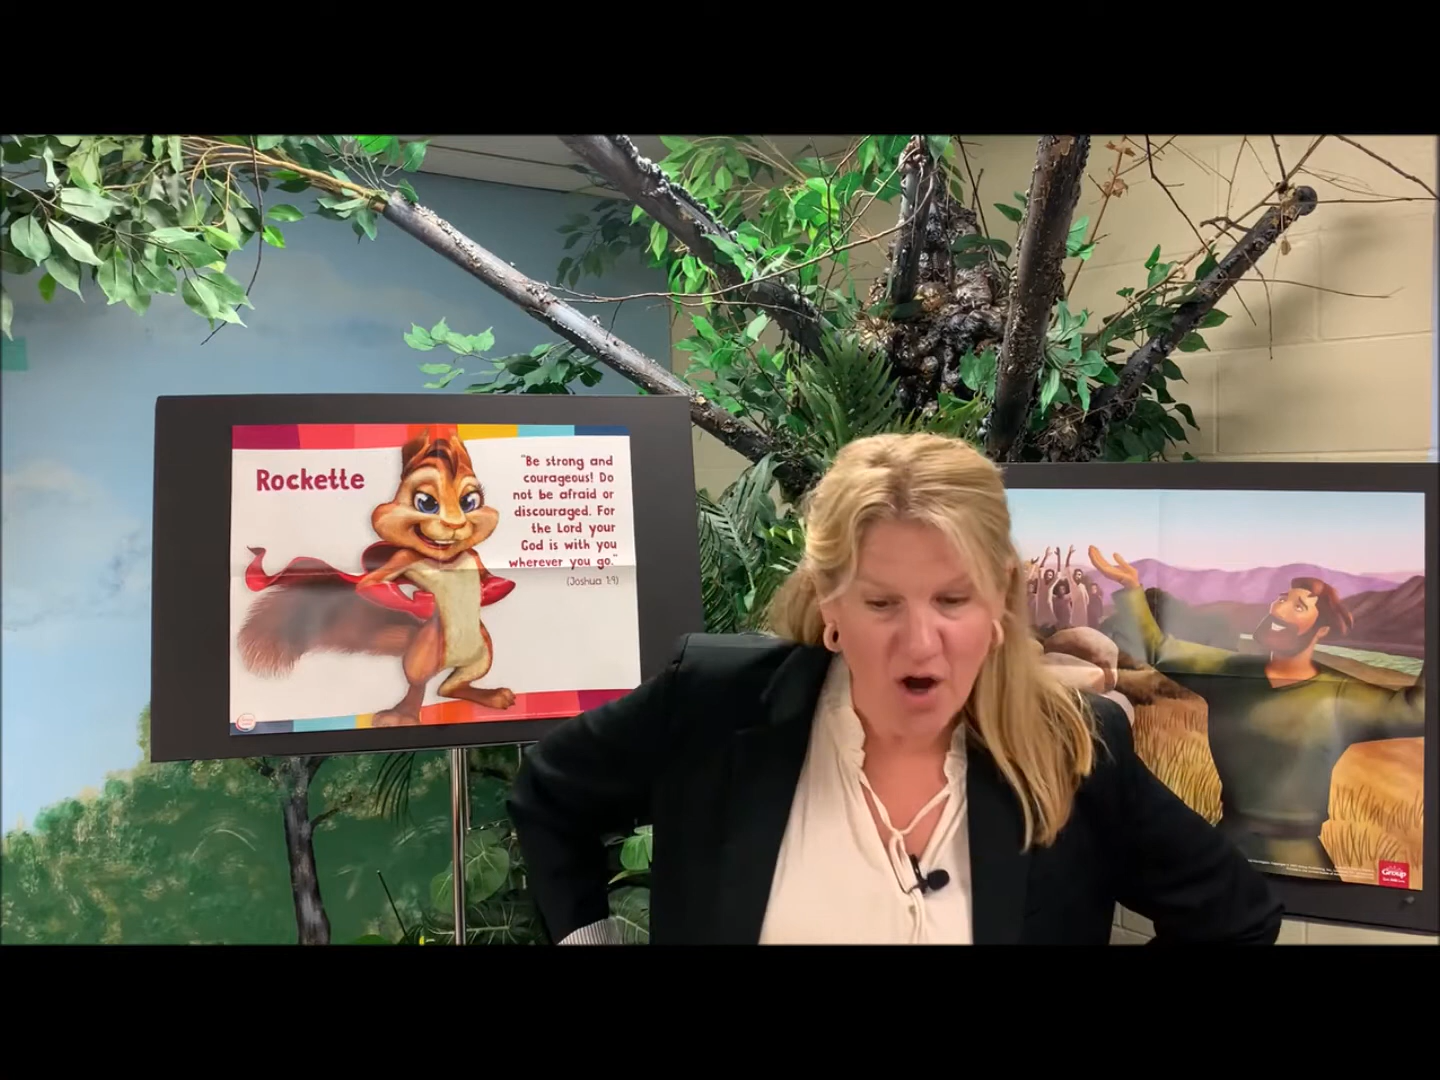 Rockette
"Be strong and
courageous! Do
not be afraid or
discouraged. For
the Lord your
God is with you
wherever you go."
(Joshua 1:9)
Group